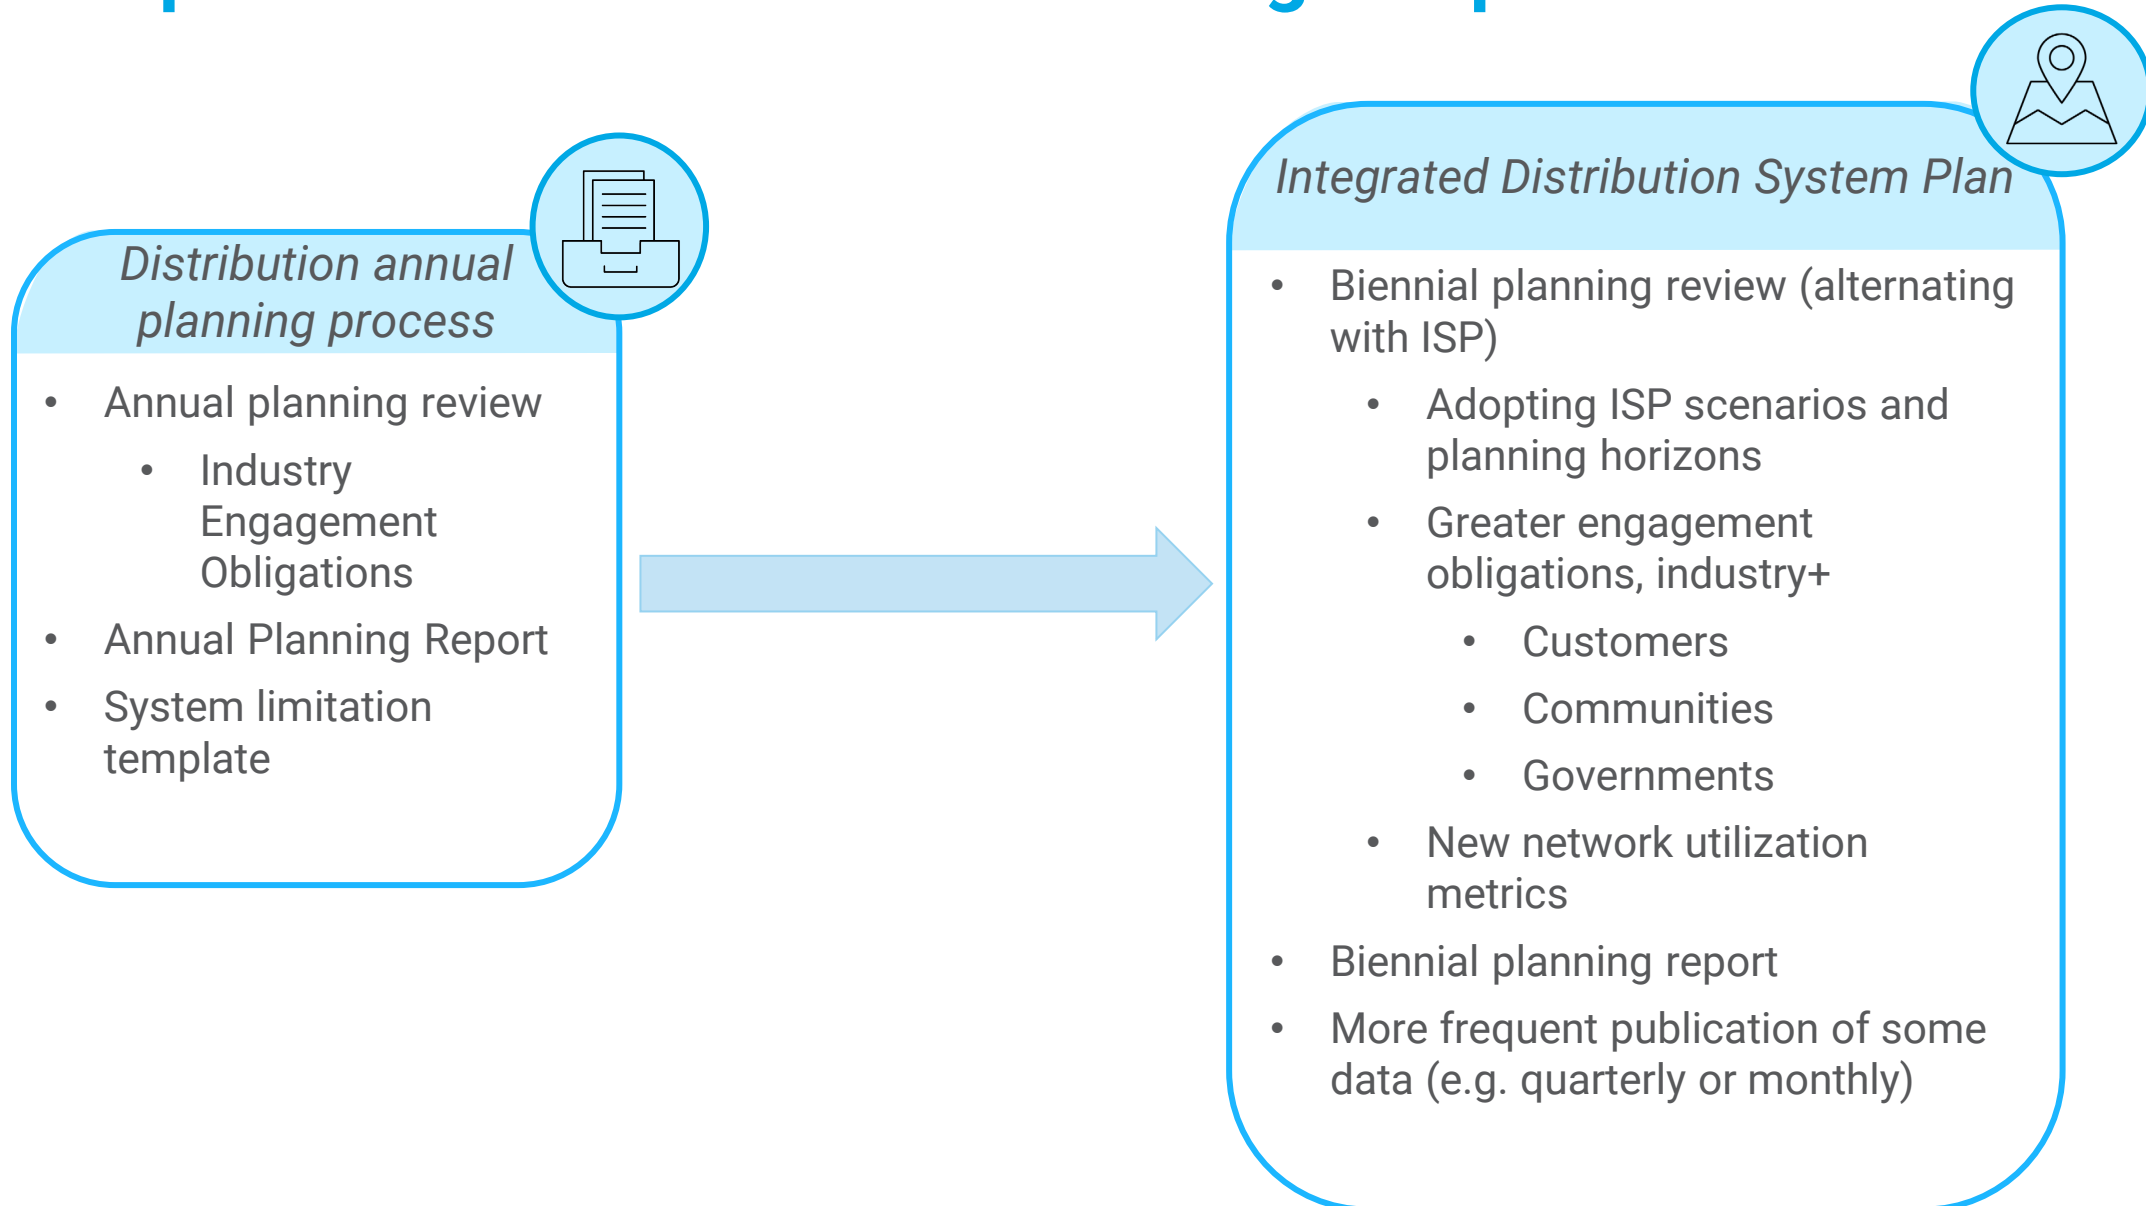 Distribution annual
planning process
• Annual planning review
• Industry
Engagement
Obligations
• Annual Planning Report
• System limitation
template
Integrated Distribution System Plan
• Biennial planning review (alternating
with ISP)
• Adopting ISP scenarios and
planning horizons
• Greater engagement
obligations, industry+
• Customers
• Communities
• Governments
• New network utilization
metrics
• Biennial planning report
• More frequent publication of some
data (e.g. quarterly or monthly)